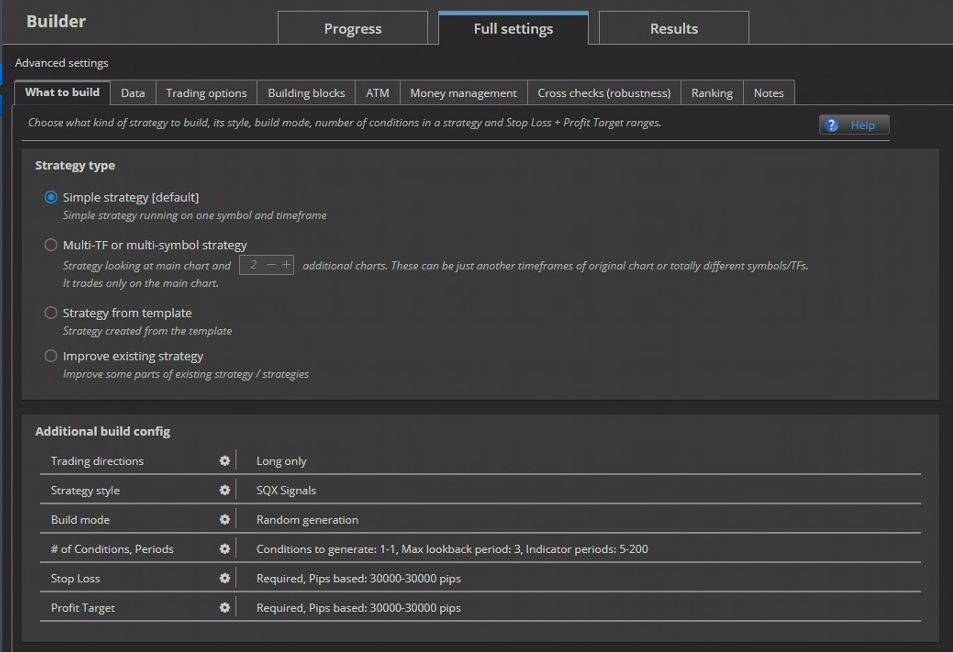 Builder
Progress
Full settings
Results
Advanced settings
What to build
Data
Trading options
Building blocks
ATM
Money management
Cross checks (robustness)
Ranking
Notes
Choose what kind of strategy to build, its style, build mode, number of conditions in a strategy and Stop Loss + Profit Target ranges.
? Help
Strategy type
Simple strategy [default]
Simple strategy running on one symbol and timeframe
Multi-TF or multi-symbol strategy
Strategy looking at main chart and 2 − + additional charts. These can be just another timeframes of original chart or totally different symbols/TFs.
It trades only on the main chart.
Strategy from template
Strategy created from the template
Improve existing strategy
Improve some parts of existing strategy / strategies
Additional build config
Trading directions Long only
Strategy style SQX Signals
Build mode Random generation
# of Conditions, Periods Conditions to generate: 1-1, Max lookback period: 3, Indicator periods: 5-200
Stop Loss Required, Pips based: 30000-30000 pips
Profit Target Required, Pips based: 30000-30000 pips